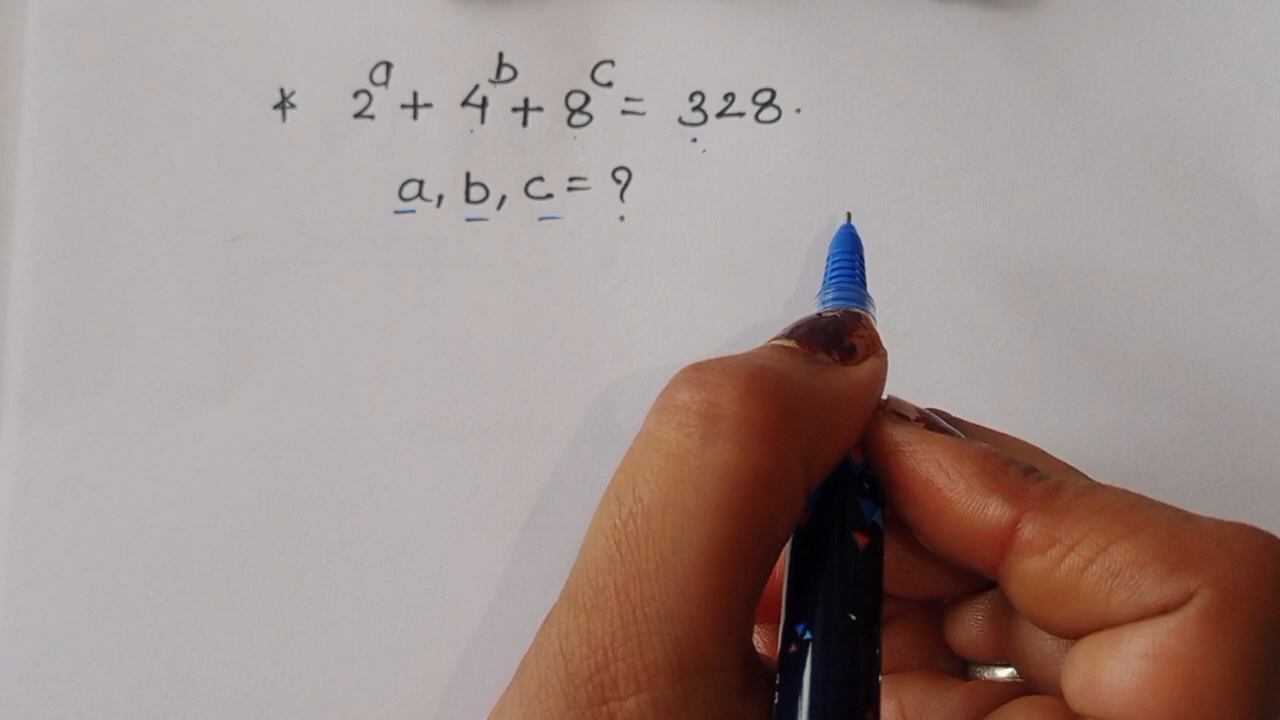 * 2^a + 4^b + 8^c = 328.
a, b, c = ?